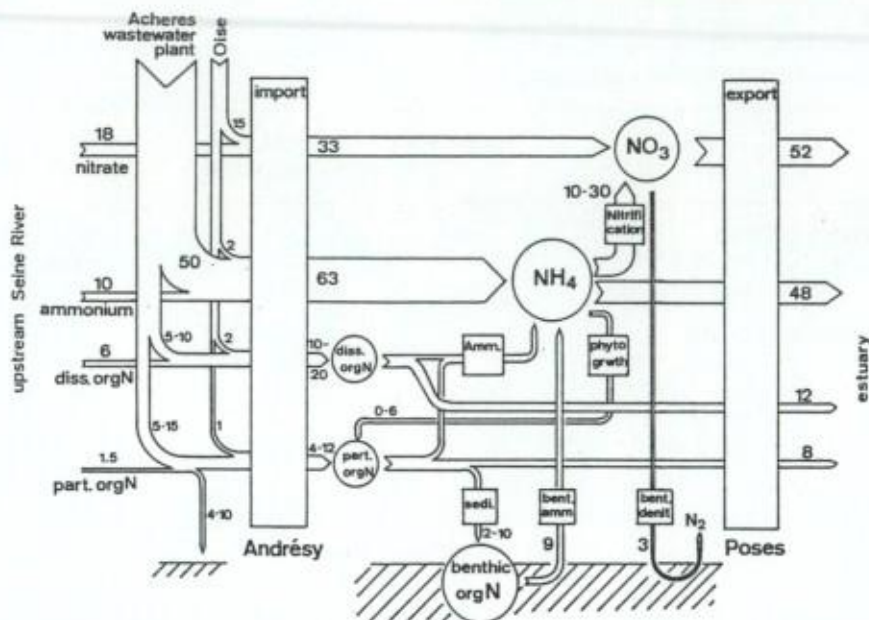 Acheres
wastewater
plant
Oise
import
export
15
18
nitrate
33
NO3
52
10-30
Nitrifi
cation
2
50
63
NH4
48
10
ammonium
5-10
2
10-
20
diss.
orgN
Amm.
phyto
grwth
6
diss. orgN
12
0-6
5-15
1
4-12
part.
orgN
8
1.5
part. orgN
4-10
sedi.
bent.
amm
bent.
denit
N2
2-10
9
3
Andrésy
Poses
benthic
orgN
upstream Seine River
estuary